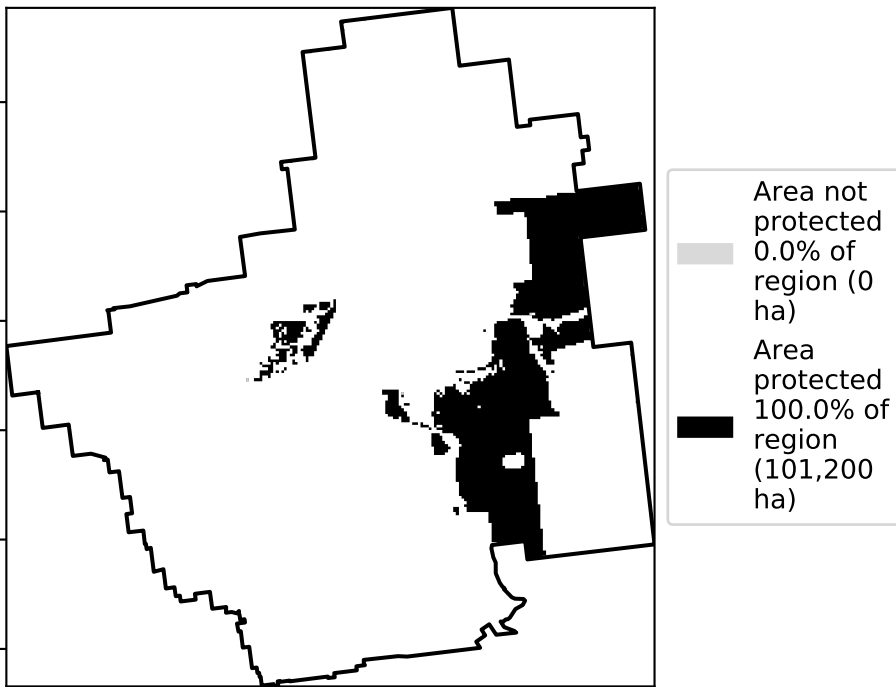 Area not
protected
0.0% of
region (0
ha)
Area
protected
100.0% of
region
(101,200
ha)